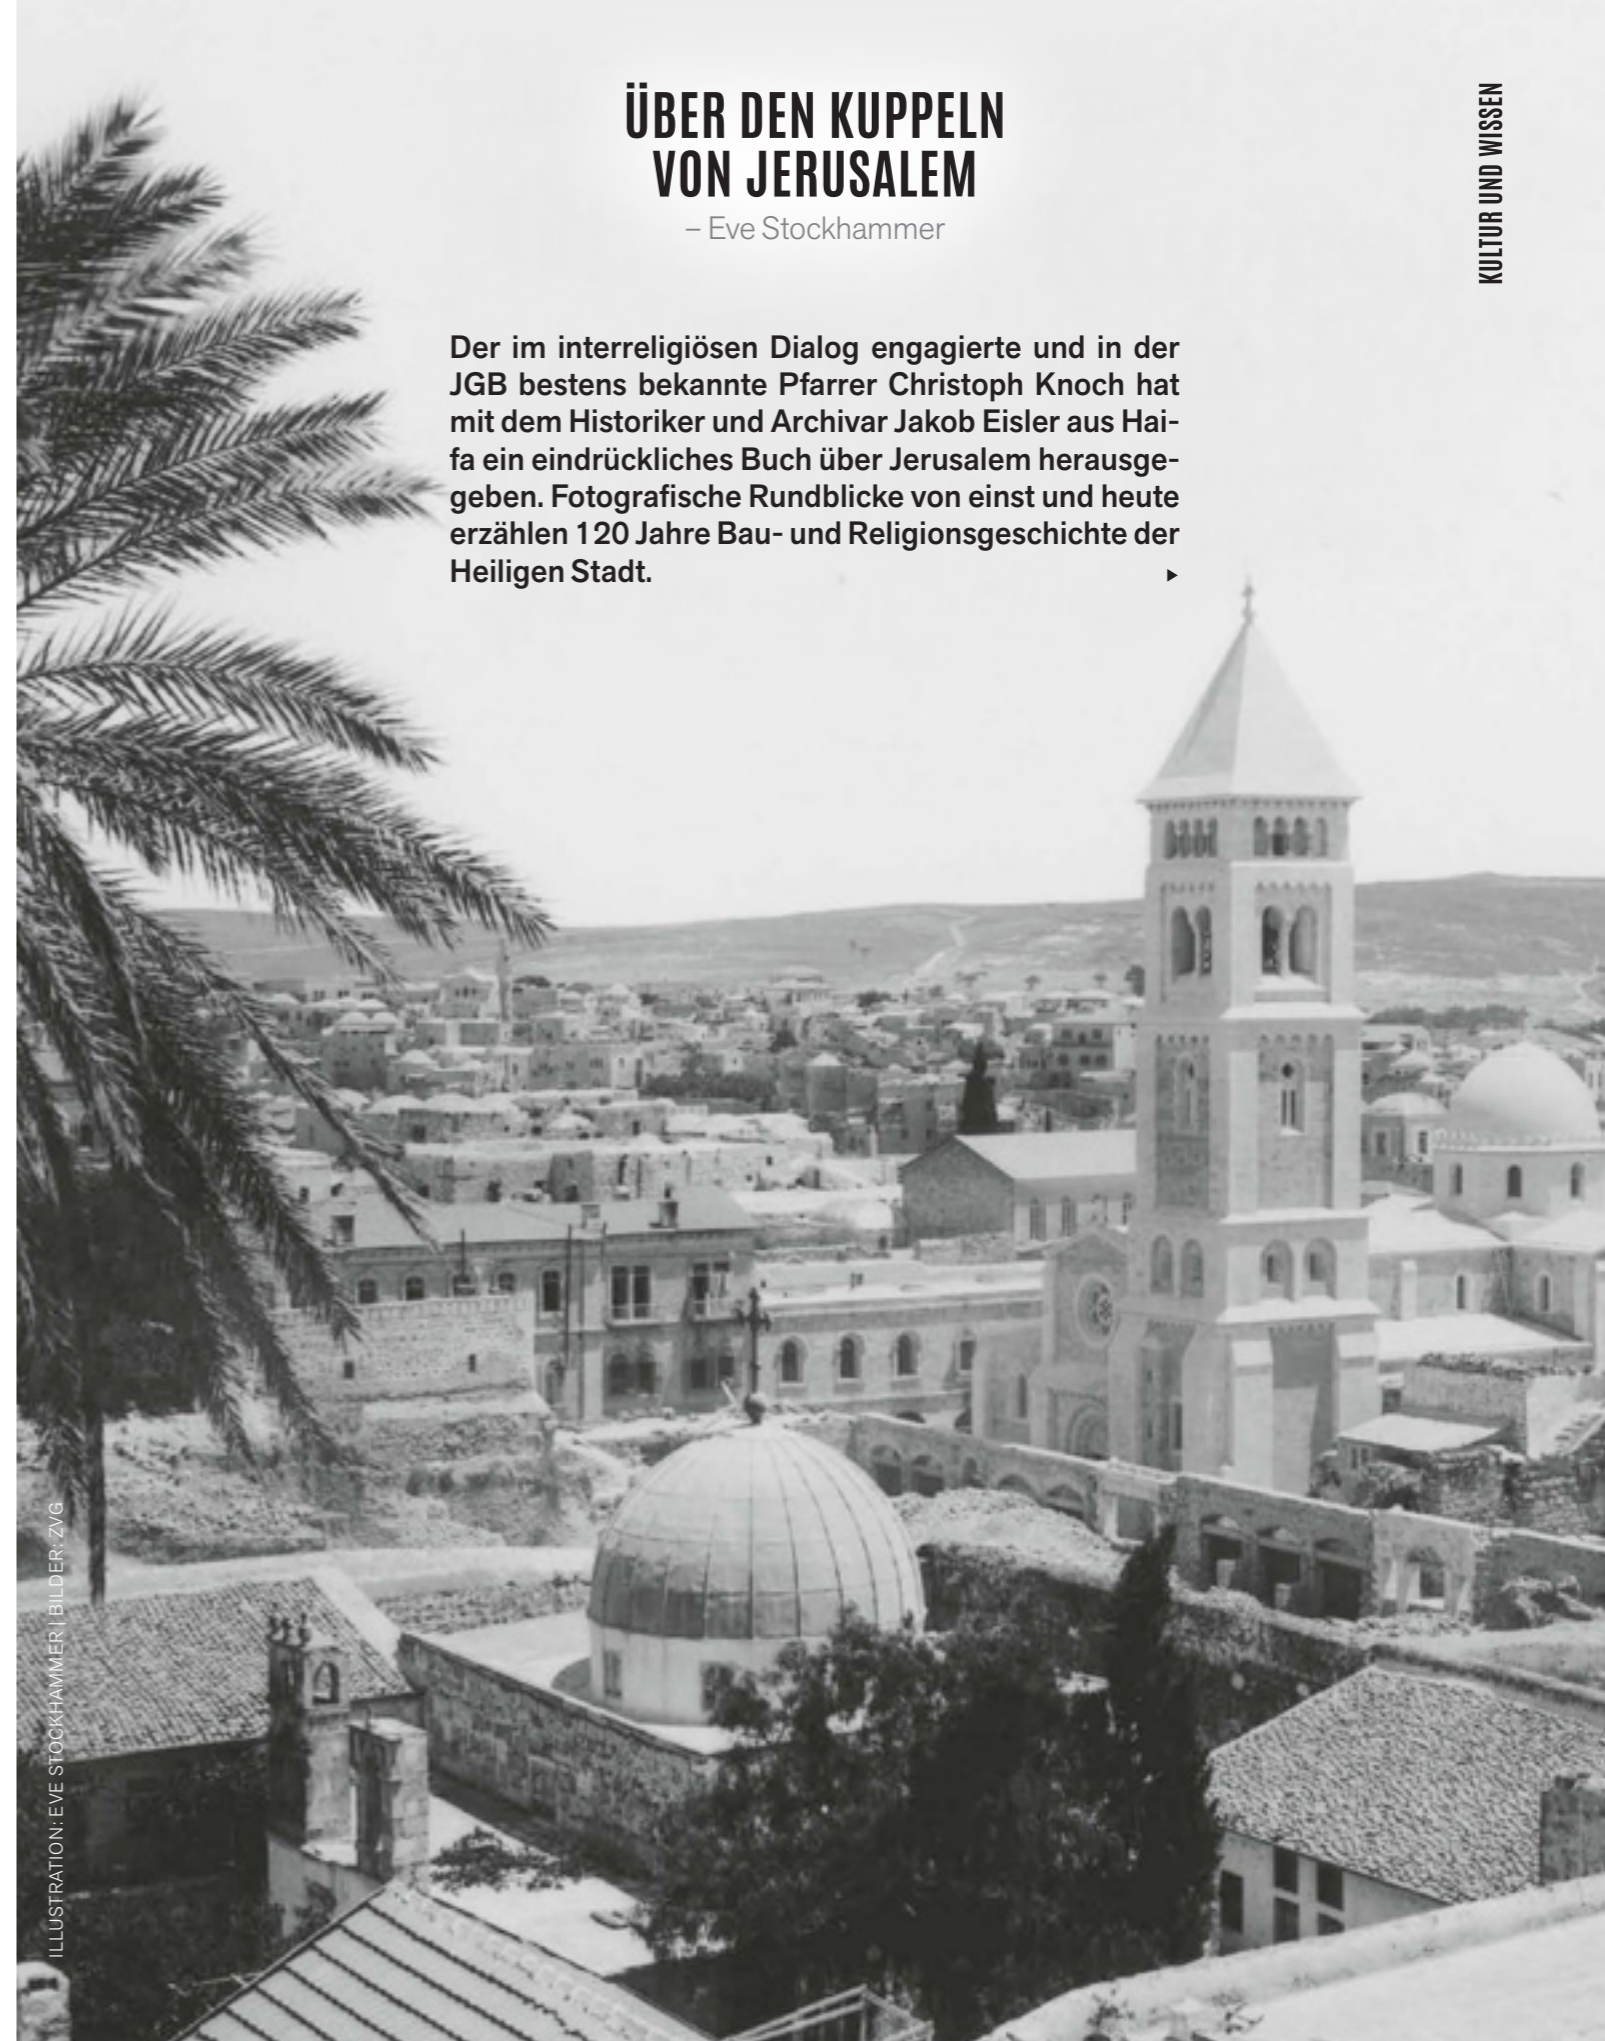 ÜBER DEN KUPPELN
VON JERUSALEM
– Eve Stockhammer
KULTUR UND WISSEN
Der im interreligiösen Dialog engagierte und in der
JGB bestens bekannte Pfarrer Christoph Knoch hat
mit dem Historiker und Archivar Jakob Eisler aus Hai-
fa ein eindrückliches Buch über Jerusalem herausge-
geben. Fotografische Rundblicke von einst und heute
erzählen 120 Jahre Bau- und Religionsgeschichte der
Heiligen Stadt.
ILLUSTRATION: EVE STOCKHAMMER | BILDER: ZVG